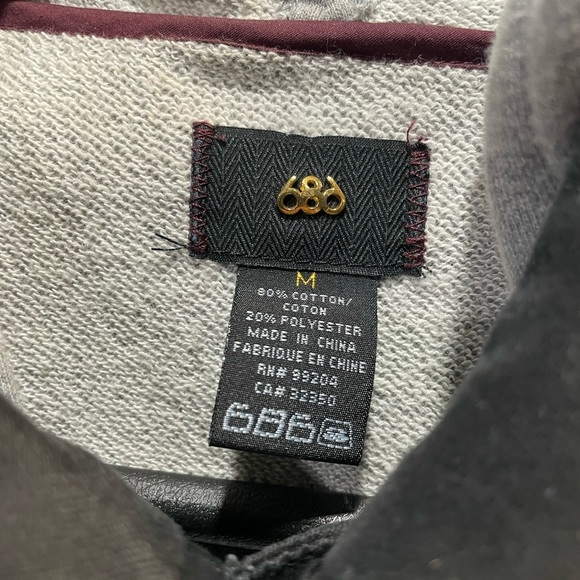 686
M
80% COTTON/
COTON
20% POLYESTER
MADE IN CHINA
FABRIQUE EN CHINE
RN# 99204
CA# 32350
686